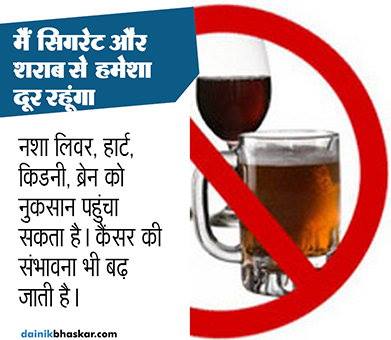 मैं सिगरेट और
शराब से हमेशा
दूर रहूंगा
नशा लिवर, हार्ट,
किडनी, ब्रेन को
नुकसान पहुंचा
सकता है। कैंसर की
संभावना भी बढ़
जाती है।
dainikbhaskar.com